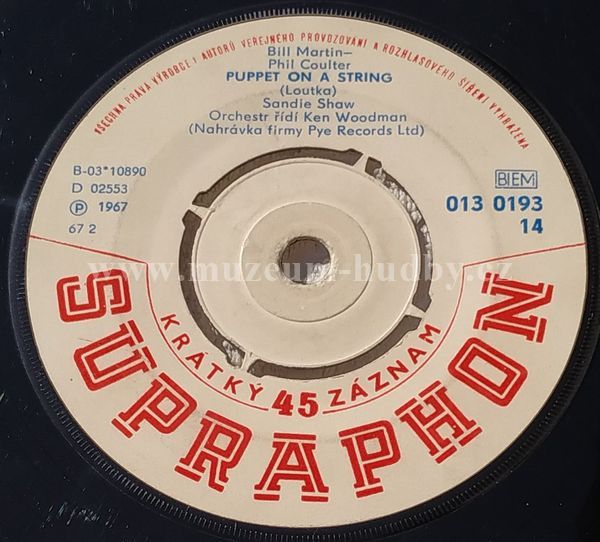 VŠECHNA PRÁVA VÝROBCE I AUTORŮ VEŘEJNÉHO PROVOZOVÁNÍ A ROZHLASOVÉHO ŠÍŘENÍ VYHRAŽENA
Bill Martin–
Phil Coulter
PUPPET ON A STRING
(Loutka)
Sandie Shaw
Orchestr řídí Ken Woodman
(Nahrávka firmy Pye Records Ltd)
B-03*10890
D 02553
Ⓟ 1967
67 2
BIEM
013 0193
14
www.muzeum-hudby.cz
KRÁTKÝ 45 ZÁZNAM
SUPRAPHON